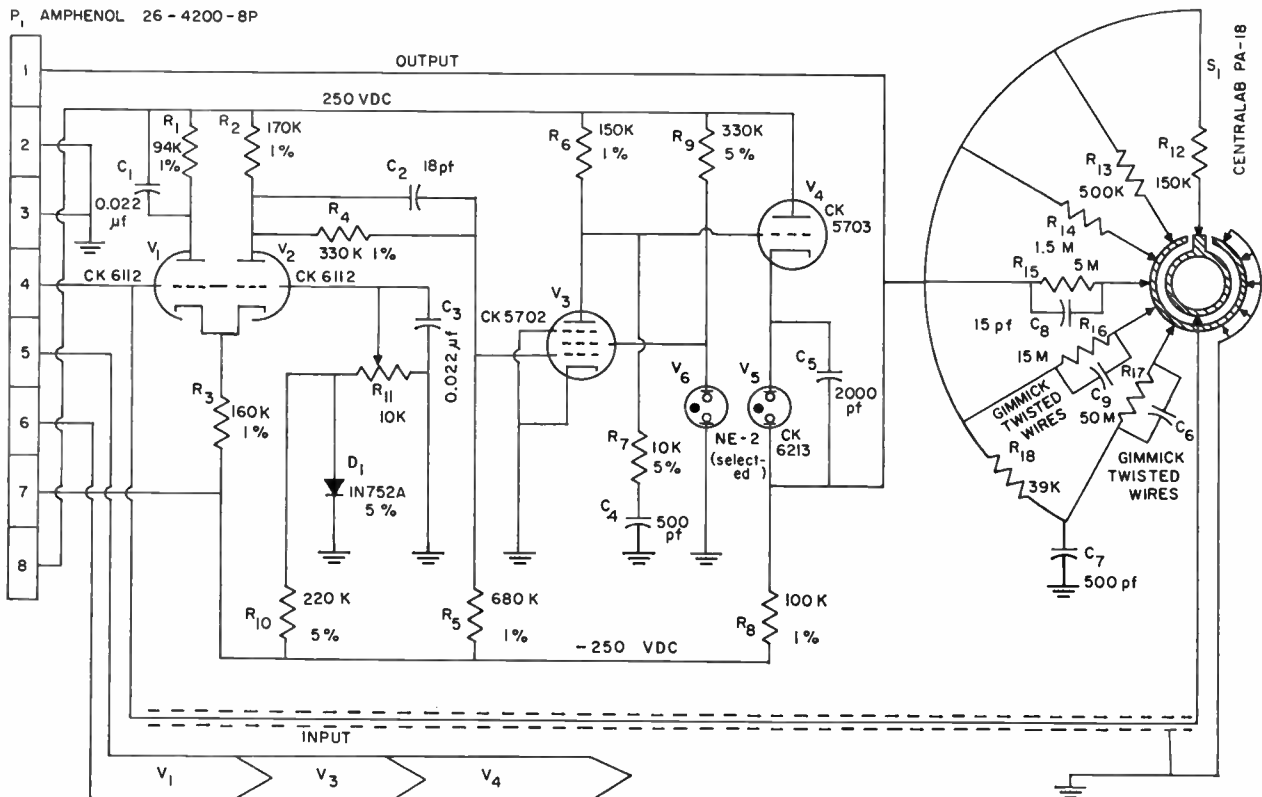 P1 AMPHENOL 26-4200-8P
1
2
3
4
5
6
7
8
OUTPUT
250 VDC
R1
94K
1%
R2
170K
1%
C1
0.022
µf
C2
18pf
R4
330K 1%
V1
V2
CK 6112
CK 6112
C3
0.022 µf
R3
160K
1%
R11
10K
D1
IN752A
5%
R10
220 K
5%
R5
680 K
1%
-250 VDC
R6
150K
1%
R9
330K
5%
V3
CK5702
V4
CK
5703
R7
10K
5%
C4
500
pf
V6
NE-2
(select-
ed)
V5
CK
6213
C5
2000
pf
R8
100K
1%
S1
CENTRALAB PA-18
R12
150K
R13
500K
R14
1.5 M
R15
5M
C8
15 pf
R16
15 M
C9
GIMMICK
TWISTED
WIRES
R17
50M
C6
GIMMICK
TWISTED
WIRES
R18
39K
C7
500 pf
INPUT
V1
V3
V4